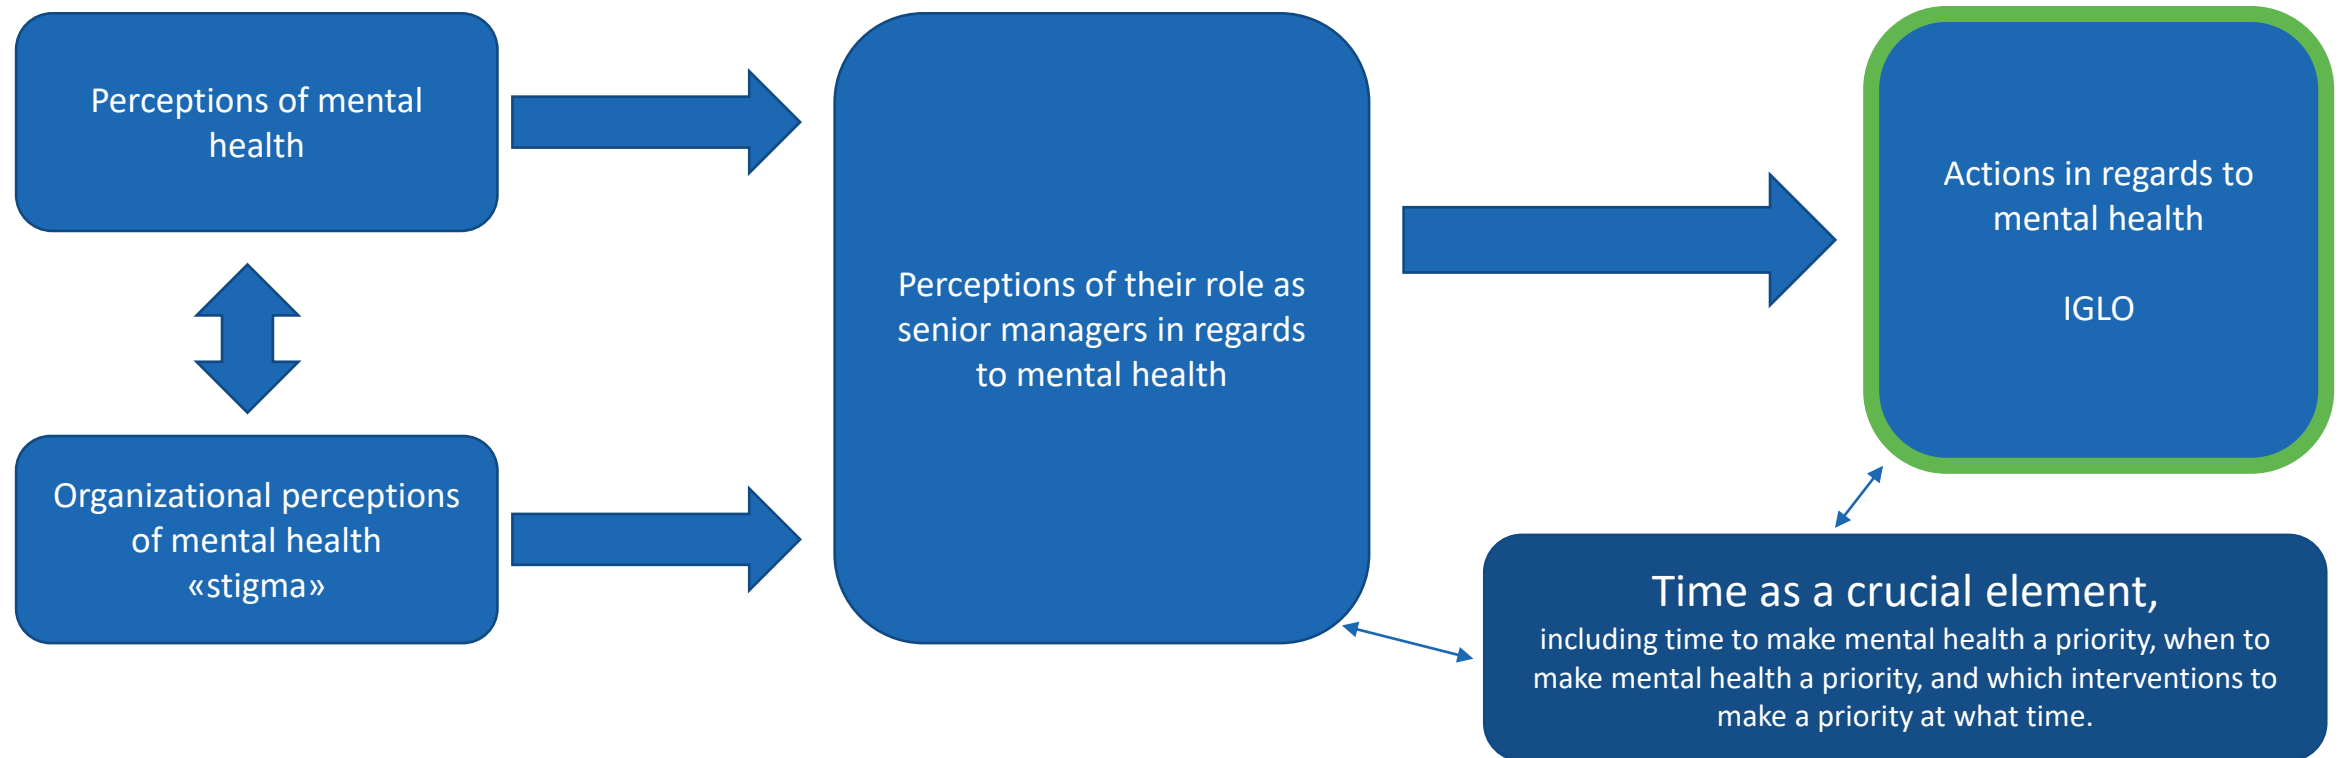 Perceptions of mental
health
Organizational perceptions
of mental health
«stigma»
Perceptions of their role as
senior managers in regards
to mental health
Actions in regards to
mental health
IGLO
Time as a crucial element,
including time to make mental health a priority, when to
make mental health a priority, and which interventions to
make a priority at what time.